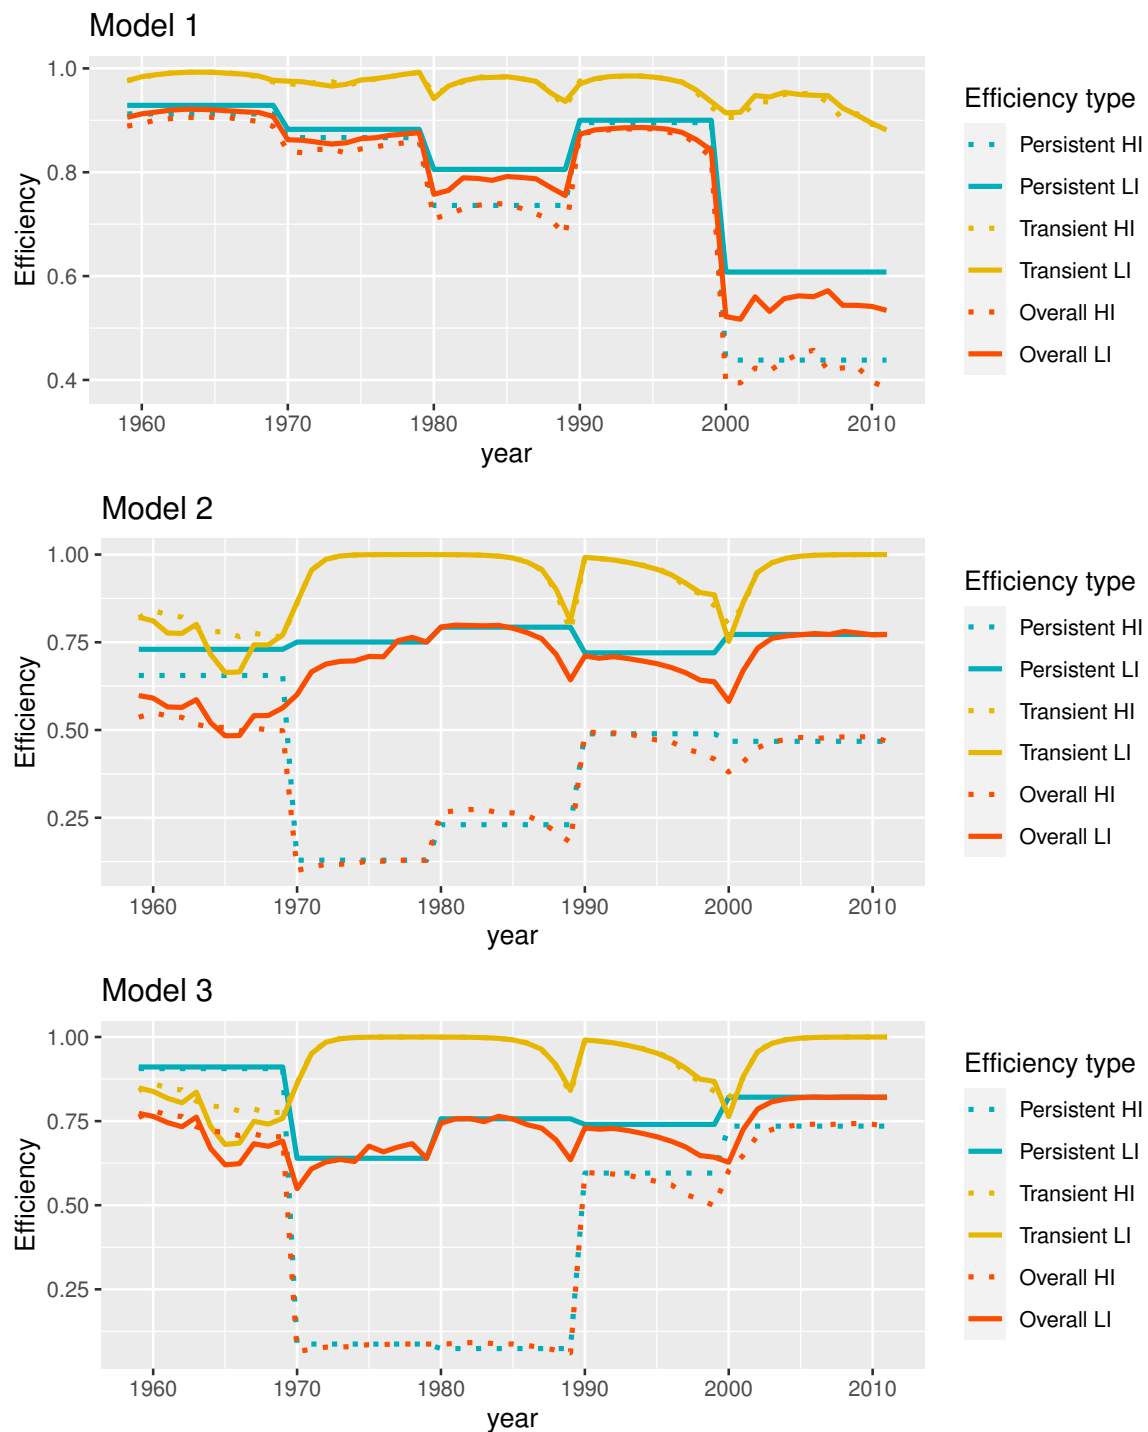 Model 1
Efficiency
1.0
0.8
0.6
0.4
1960 1970 1980 1990 2000 2010
year
Efficiency type
Persistent HI
Persistent LI
Transient HI
Transient LI
Overall HI
Overall LI
Model 2
Efficiency
1.00
0.75
0.50
0.25
1960 1970 1980 1990 2000 2010
year
Efficiency type
Persistent HI
Persistent LI
Transient HI
Transient LI
Overall HI
Overall LI
Model 3
Efficiency
1.00
0.75
0.50
0.25
1960 1970 1980 1990 2000 2010
year
Efficiency type
Persistent HI
Persistent LI
Transient HI
Transient LI
Overall HI
Overall LI